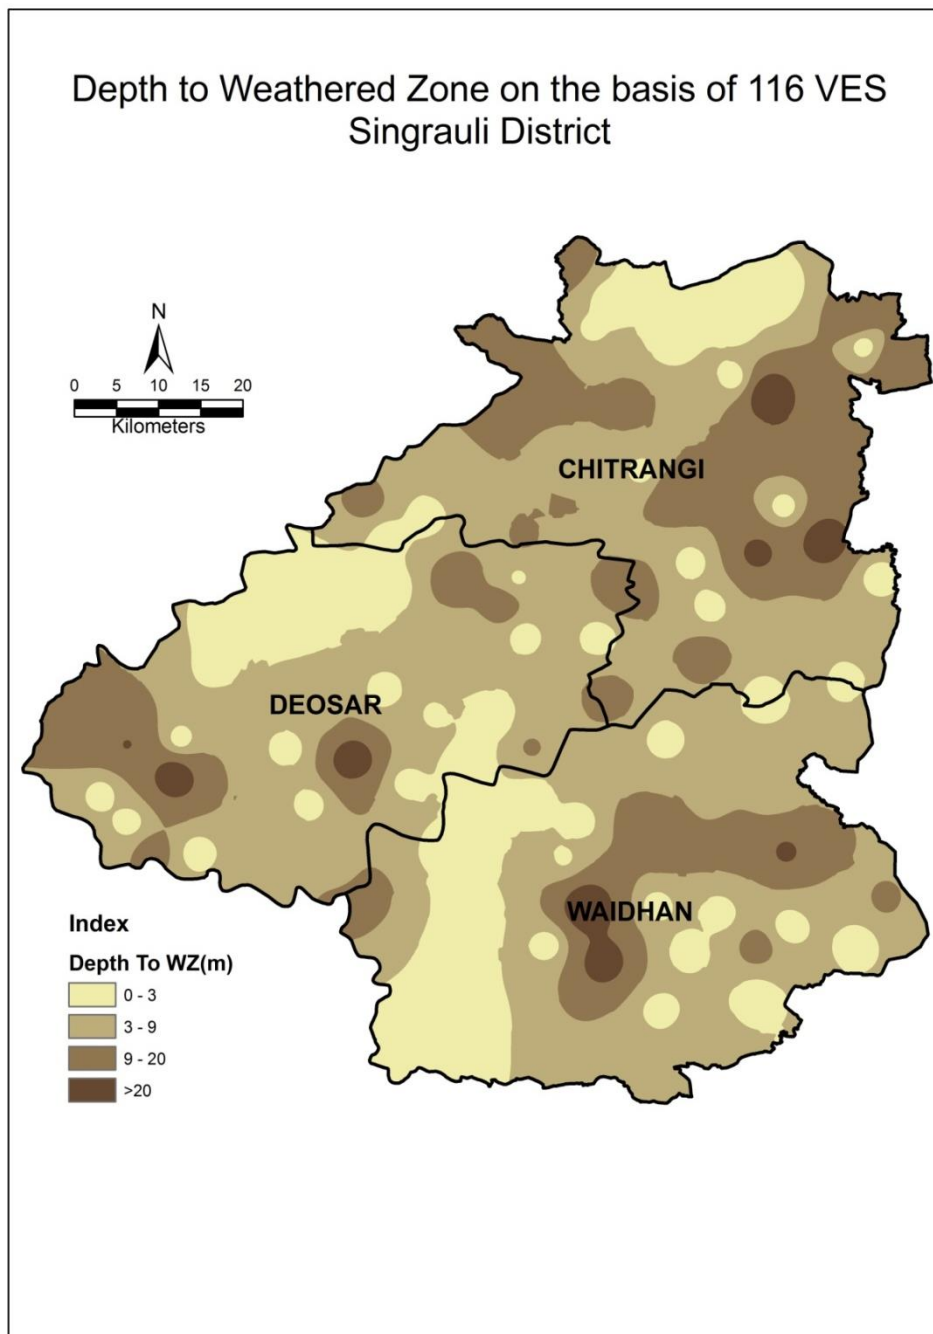 Depth to Weathered Zone on the basis of 116 VES
Singrauli District
N
0 5 10 15 20
Kilometers
CHITRANGI
DEOSAR
WAIDHAN
Index
Depth To WZ(m)
0 - 3
3 - 9
9 - 20
>20